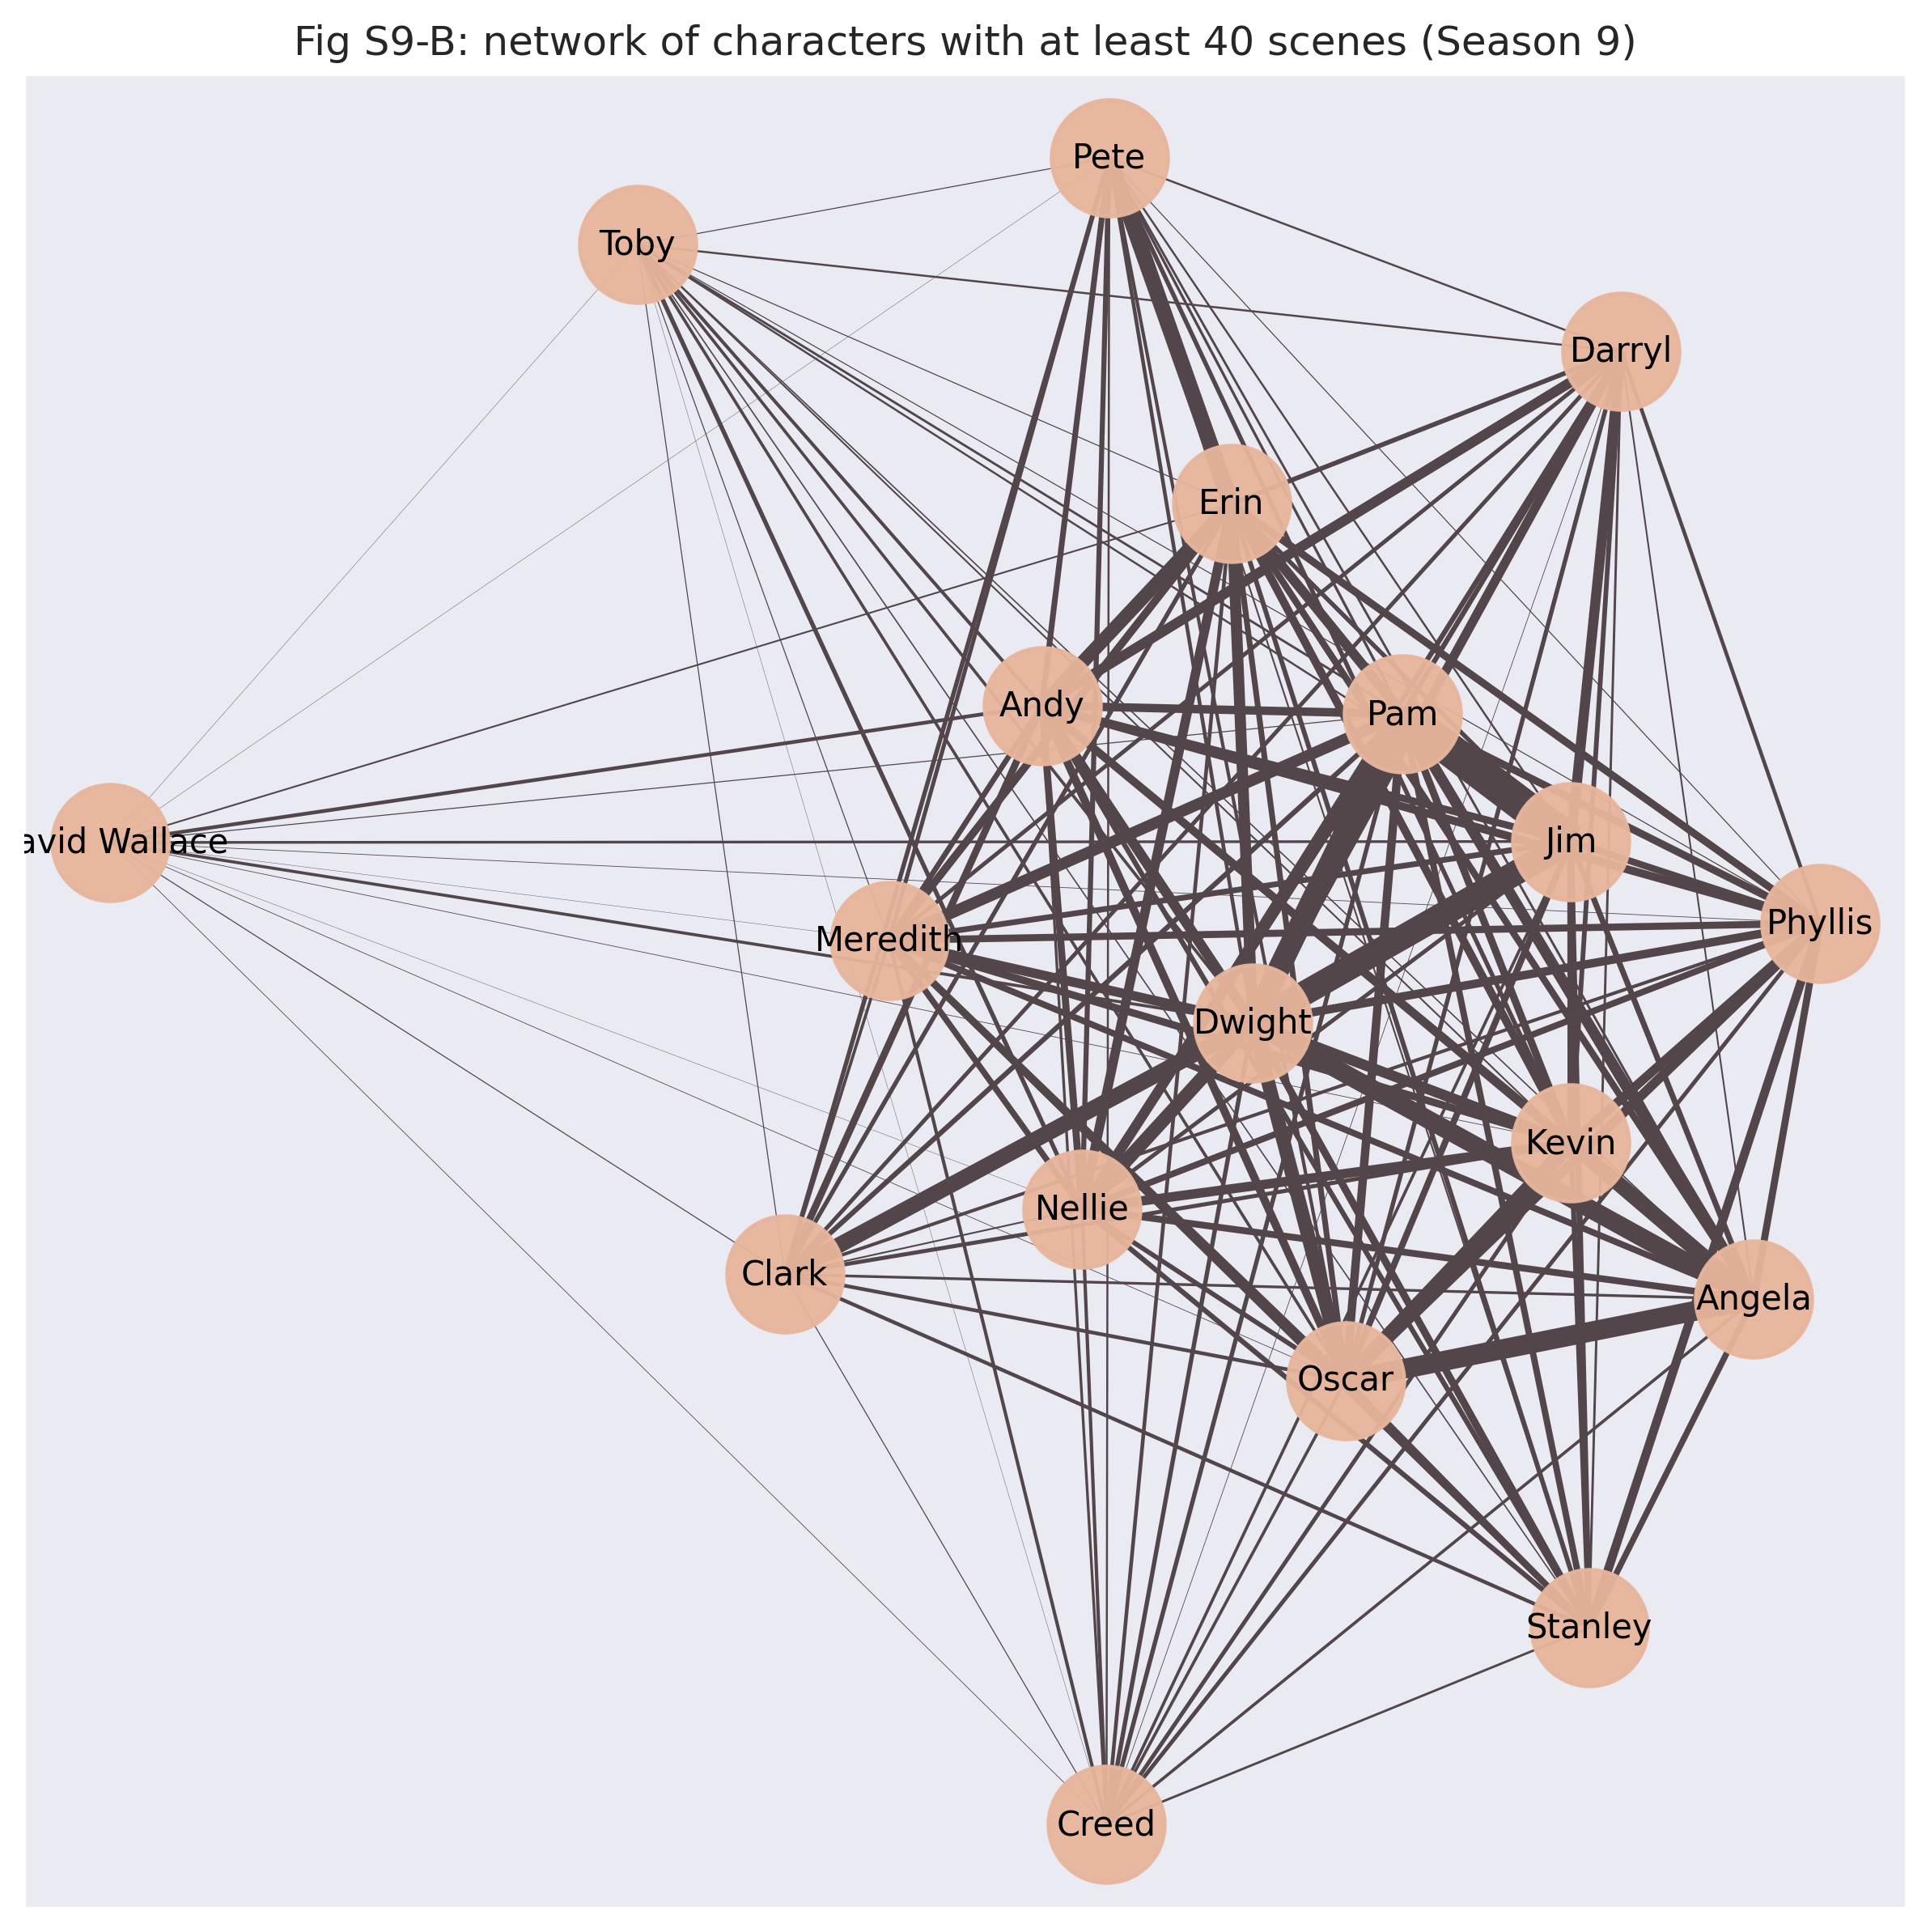 Fig S9-B: network of characters with at least 40 scenes (Season 9)
Pete
Toby
Darryl
Erin
Andy
Pam
avid Wallace
Jim
Phyllis
Meredith
Dwight
Kevin
Nellie
Clark
Angela
Oscar
Stanley
Creed